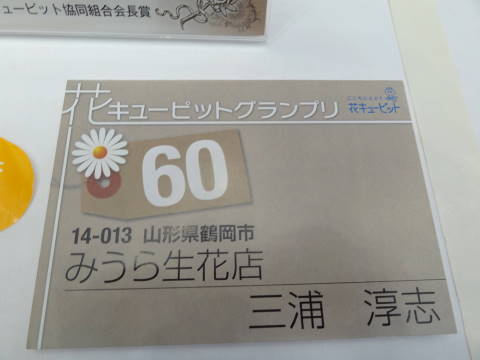 ューピット協同組合会長賞
花キューピットグランプリ
花キューピット
60
14-013 山形県鶴岡市
みうら生花店
三浦 淳志